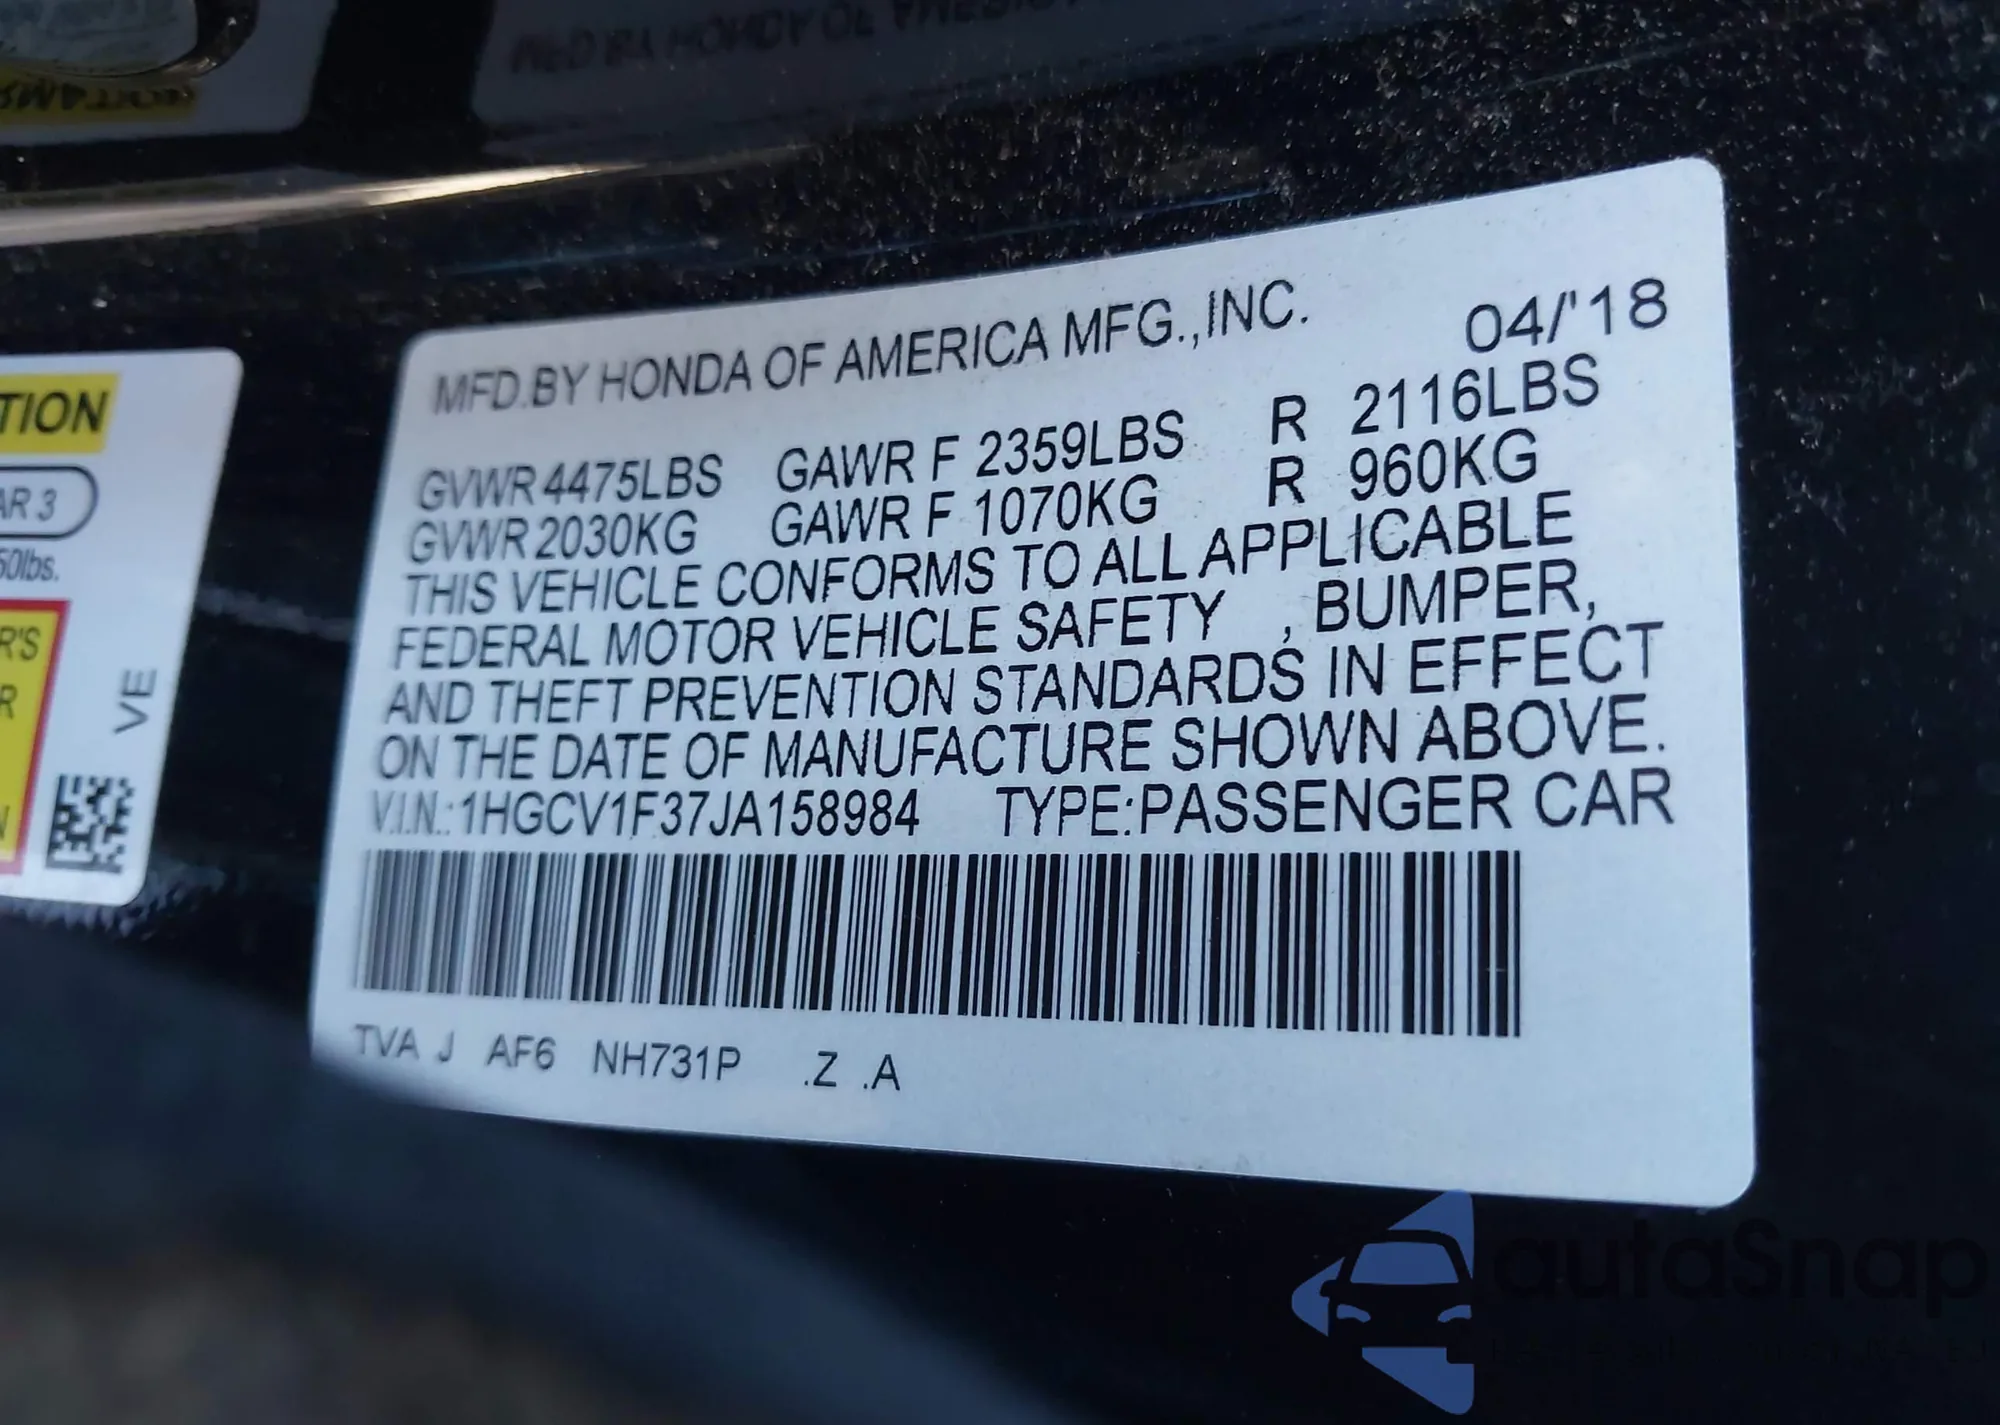 MFD.BY HONDA OF AMERICA MFG.,INC. 04/'18
GVWR 4475LBS GAWR F 2359LBS R 2116LBS
GVWR 2030KG GAWR F 1070KG R 960KG
THIS VEHICLE CONFORMS TO ALL APPLICABLE
FEDERAL MOTOR VEHICLE SAFETY , BUMPER,
AND THEFT PREVENTION STANDARDS IN EFFECT
ON THE DATE OF MANUFACTURE SHOWN ABOVE.
V.I.N.:1HGCV1F37JA158984 TYPE:PASSENGER CAR
TVA J AF6 NH731P .Z .A
TION
AR 3
50lbs.
R'S
R
N
VE
autaSnap